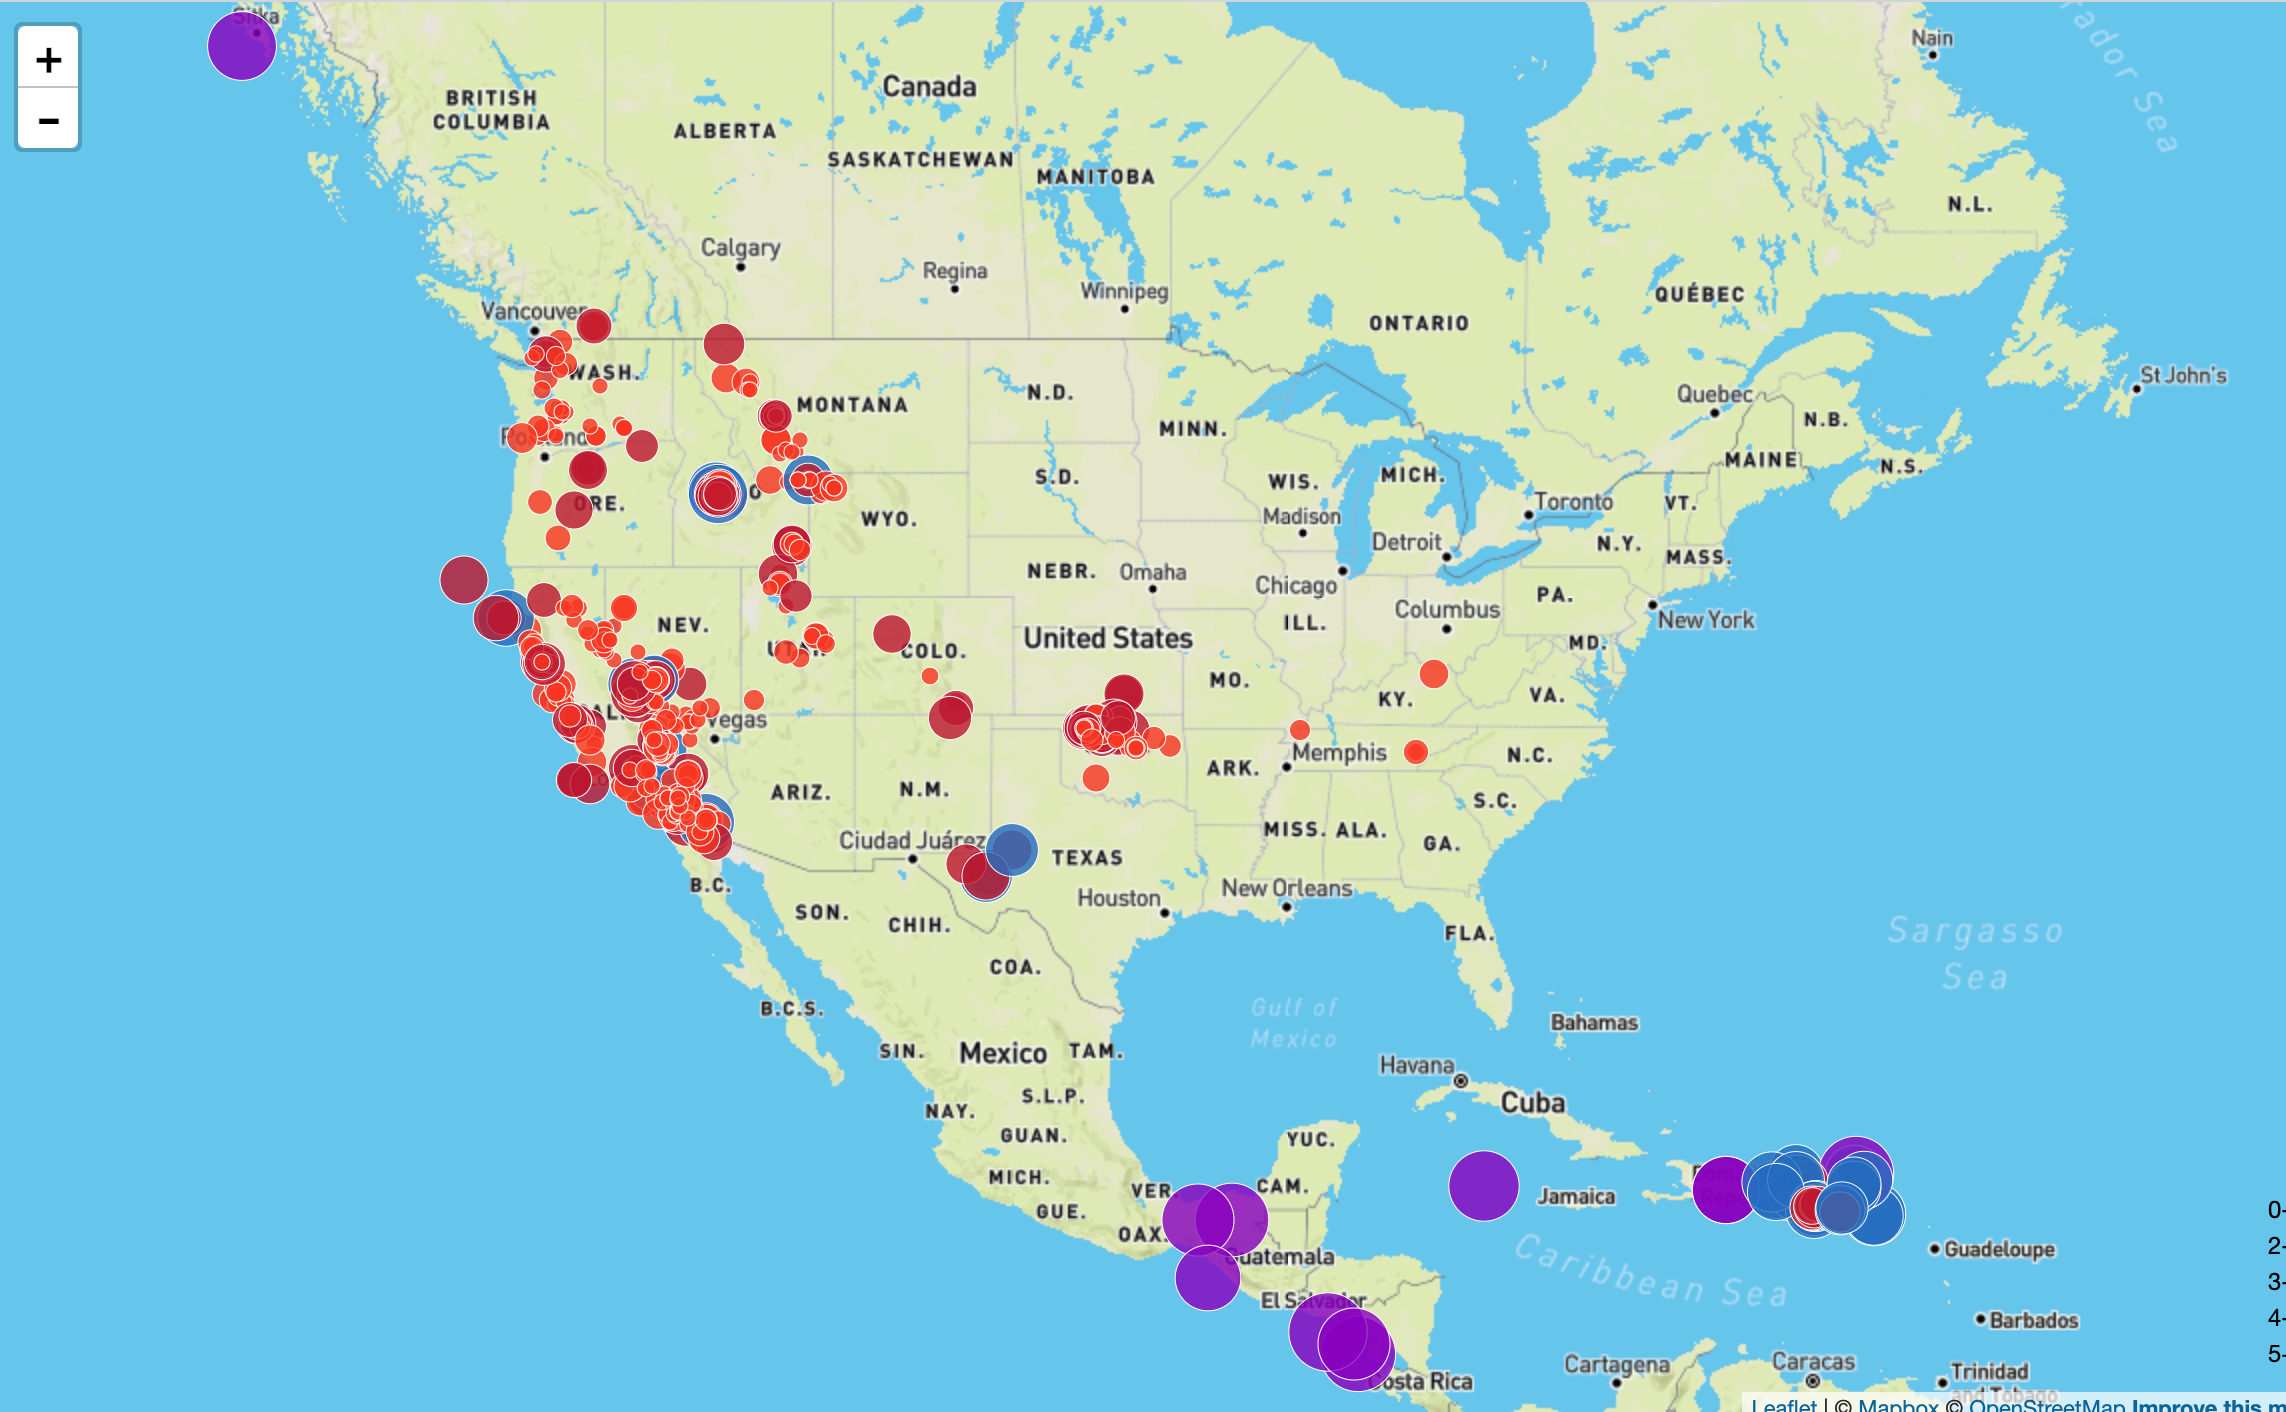 Sitka
+
−
Nain
rador Sea
Canada
BRITISH
COLUMBIA
ALBERTA
SASKATCHEWAN
MANITOBA
N.L.
Calgary
Regina
Winnipeg
Vancouver
ONTARIO
QUÉBEC
St John's
WASH.
MONTANA
N.D.
MINN.
Quebec
N.B.
MAINE
N.S.
ORE.
WYO.
S.D.
WIS.
MICH.
Madison
Toronto
VT.
Detroit
N.Y.
MASS.
NEBR.
Omaha
Chicago
PA.
Columbus
New York
NEV.
ILL.
United States
MD.
COLO.
MO.
KY.
VA.
Vegas
Memphis
N.C.
ARIZ.
N.M.
ARK.
S.C.
Ciudad Juárez
TEXAS
MISS.
ALA.
GA.
B.C.
Houston
New Orleans
SON.
CHIH.
FLA.
Sargasso
Sea
COA.
B.C.S.
Gulf of
Mexico
Bahamas
SIN.
Mexico
TAM.
Havana
Cuba
S.L.P.
NAY.
GUAN.
YUC.
MICH.
VER.
CAM.
Jamaica
GUE.
OAX.
0-
2-
3-
4-
5-
Guatemala
Caribbean Sea
Guadeloupe
El Salvador
Barbados
Costa Rica
Cartagena
Caracas
Trinidad
and Tobago
Leaflet | © Mapbox © OpenStreetMap Improve this m